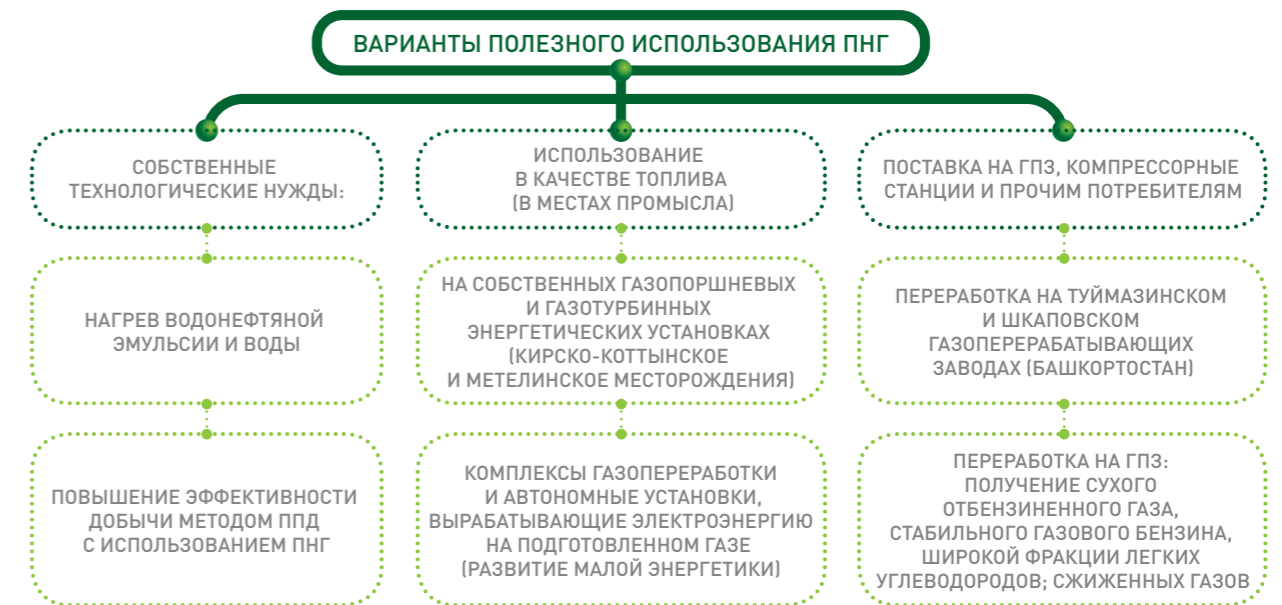 ВАРИАНТЫ ПОЛЕЗНОГО ИСПОЛЬЗОВАНИЯ ПНГ
СОБСТВЕННЫЕ
ТЕХНОЛОГИЧЕСКИЕ НУЖДЫ:
НАГРЕВ ВОДОНЕФТЯНОЙ
ЭМУЛЬСИИ И ВОДЫ
ПОВЫШЕНИЕ ЭФФЕКТИВНОСТИ
ДОБЫЧИ МЕТОДОМ ППД
С ИСПОЛЬЗОВАНИЕМ ПНГ
ИСПОЛЬЗОВАНИЕ
В КАЧЕСТВЕ ТОПЛИВА
(В МЕСТАХ ПРОМЫСЛА)
НА СОБСТВЕННЫХ ГАЗОПОРШНЕВЫХ
И ГАЗОТУРБИННЫХ
ЭНЕРГЕТИЧЕСКИХ УСТАНОВКАХ
(КИРСКО-КОТТЫНСКОЕ
И МЕТЕЛИНСКОЕ МЕСТОРОЖДЕНИЯ)
КОМПЛЕКСЫ ГАЗОПЕРЕРАБОТКИ
И АВТОНОМНЫЕ УСТАНОВКИ,
ВЫРАБАТЫВАЮЩИЕ ЭЛЕКТРОЭНЕРГИЮ
НА ПОДГОТОВЛЕННОМ ГАЗЕ
(РАЗВИТИЕ МАЛОЙ ЭНЕРГЕТИКИ)
ПОСТАВКА НА ГПЗ, КОМПРЕССОРНЫЕ
СТАНЦИИ И ПРОЧИМ ПОТРЕБИТЕЛЯМ
ПЕРЕРАБОТКА НА ТУЙМАЗИНСКОМ
И ШКАПОВСКОМ
ГАЗОПЕРЕРАБАТЫВАЮЩИХ
ЗАВОДАХ (БАШКОРТОСТАН)
ПЕРЕРАБОТКА НА ГПЗ:
ПОЛУЧЕНИЕ СУХОГО
ОТБЕНЗИНЕННОГО ГАЗА,
СТАБИЛЬНОГО ГАЗОВОГО БЕНЗИНА,
ШИРОКОЙ ФРАКЦИИ ЛЕГКИХ
УГЛЕВОДОРОДОВ; СЖИЖЕННЫХ ГАЗОВ